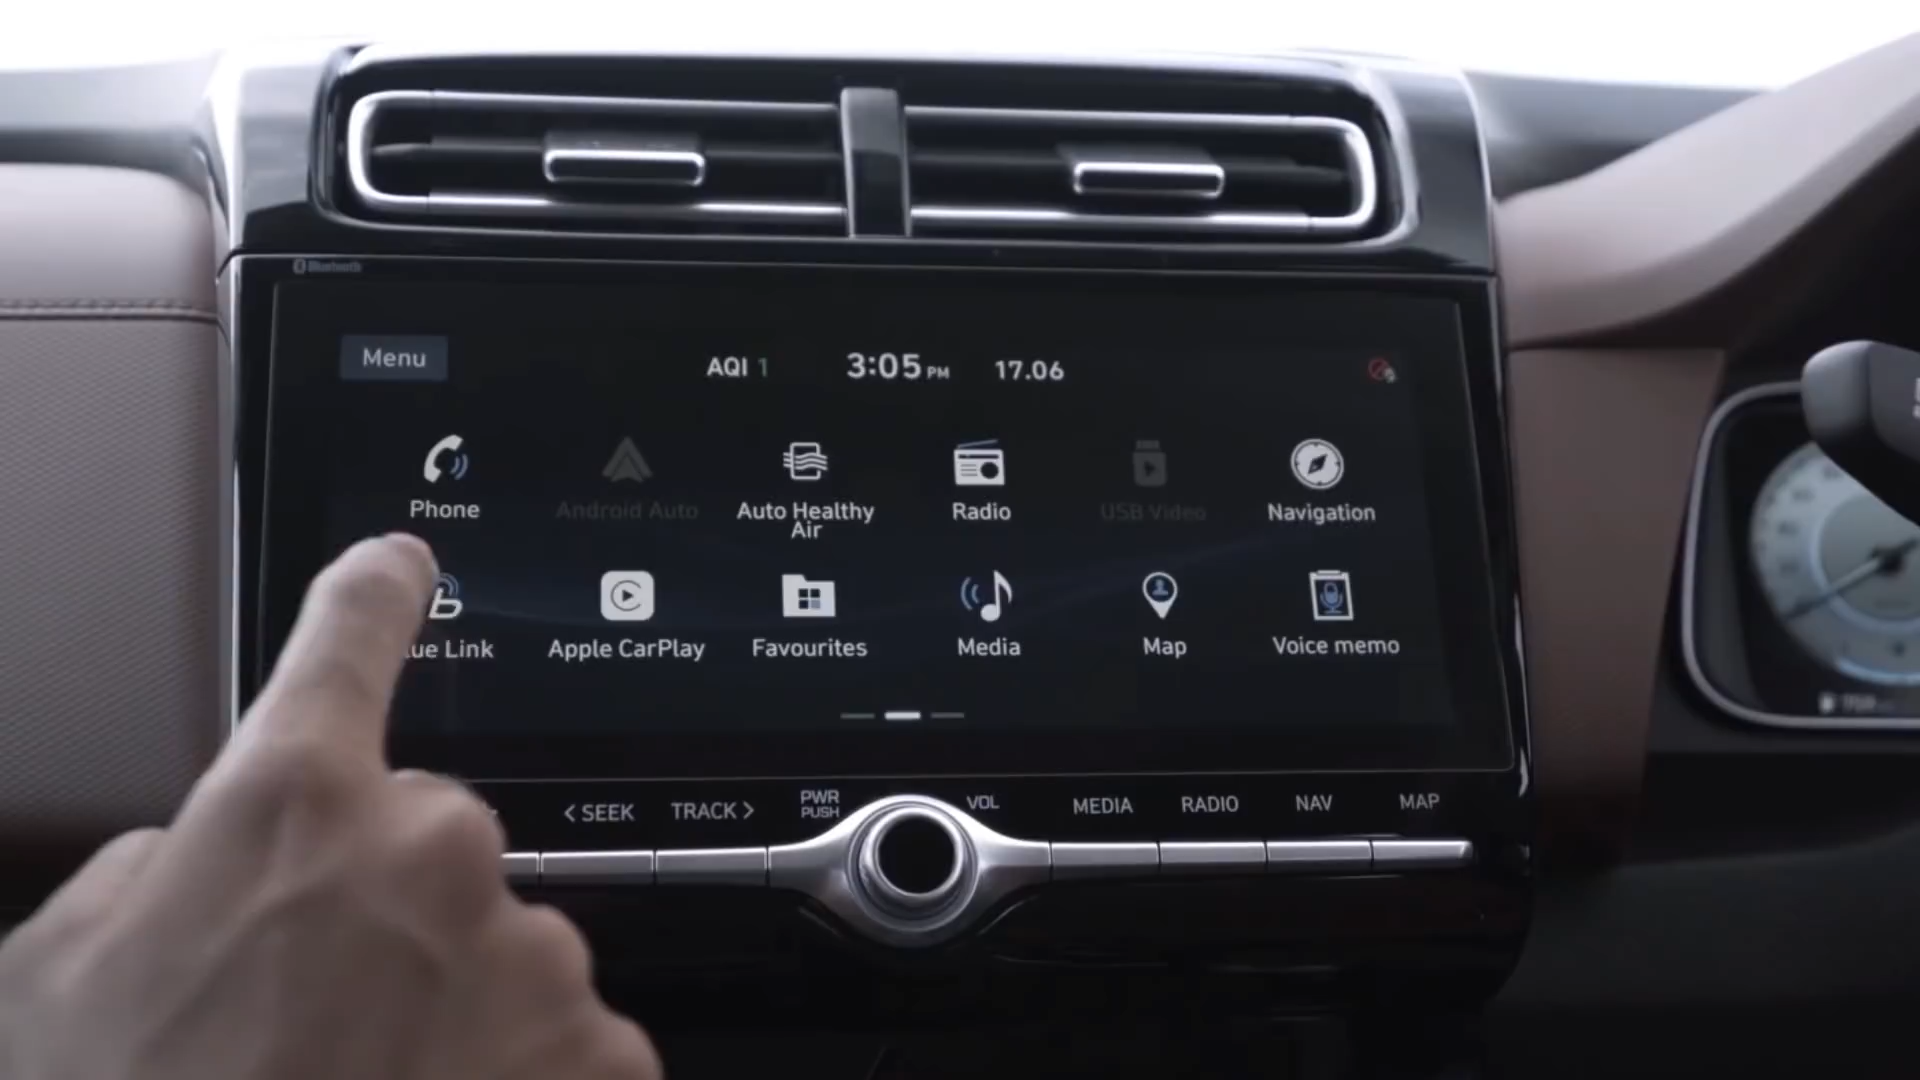 Bluetooth
Menu
AQI 1
3:05 PM
17.06
Phone
Android Auto
Auto Healthy
Air
Radio
USB Video
Navigation
ue Link
Apple CarPlay
Favourites
Media
Map
Voice memo
< SEEK
TRACK >
PWR
PUSH
VOL
MEDIA
RADIO
NAV
MAP